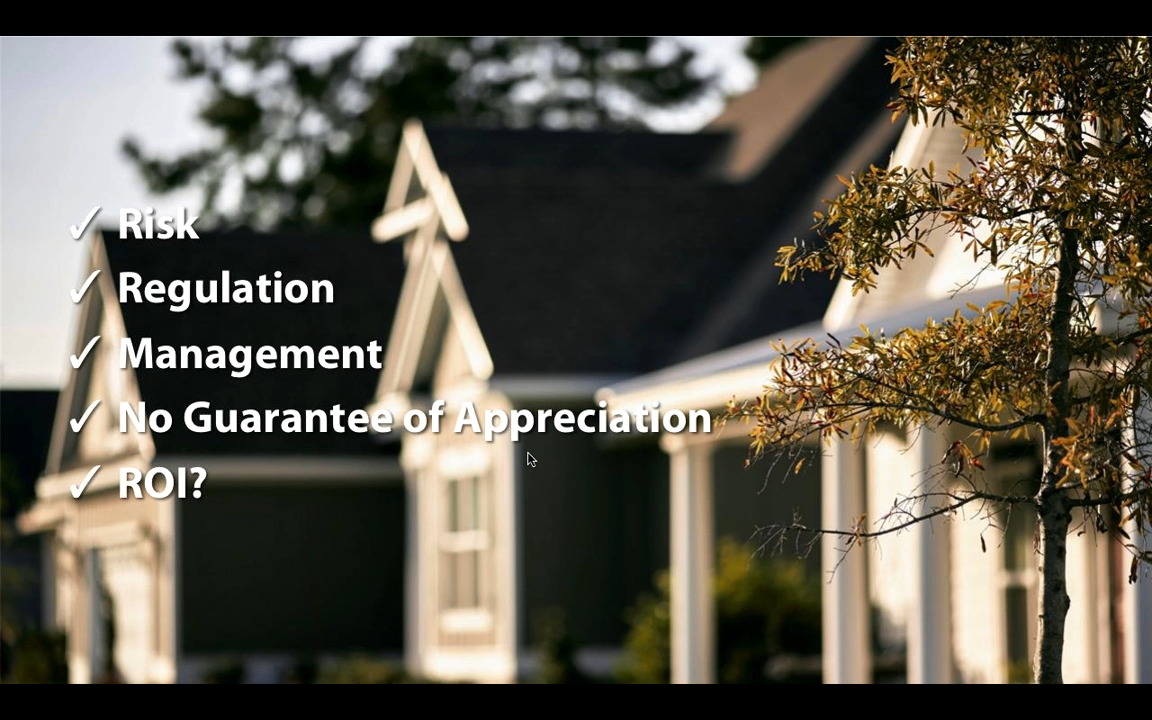 ✓ Risk
✓ Regulation
✓ Management
✓ No Guarantee of Appreciation
✓ ROI?